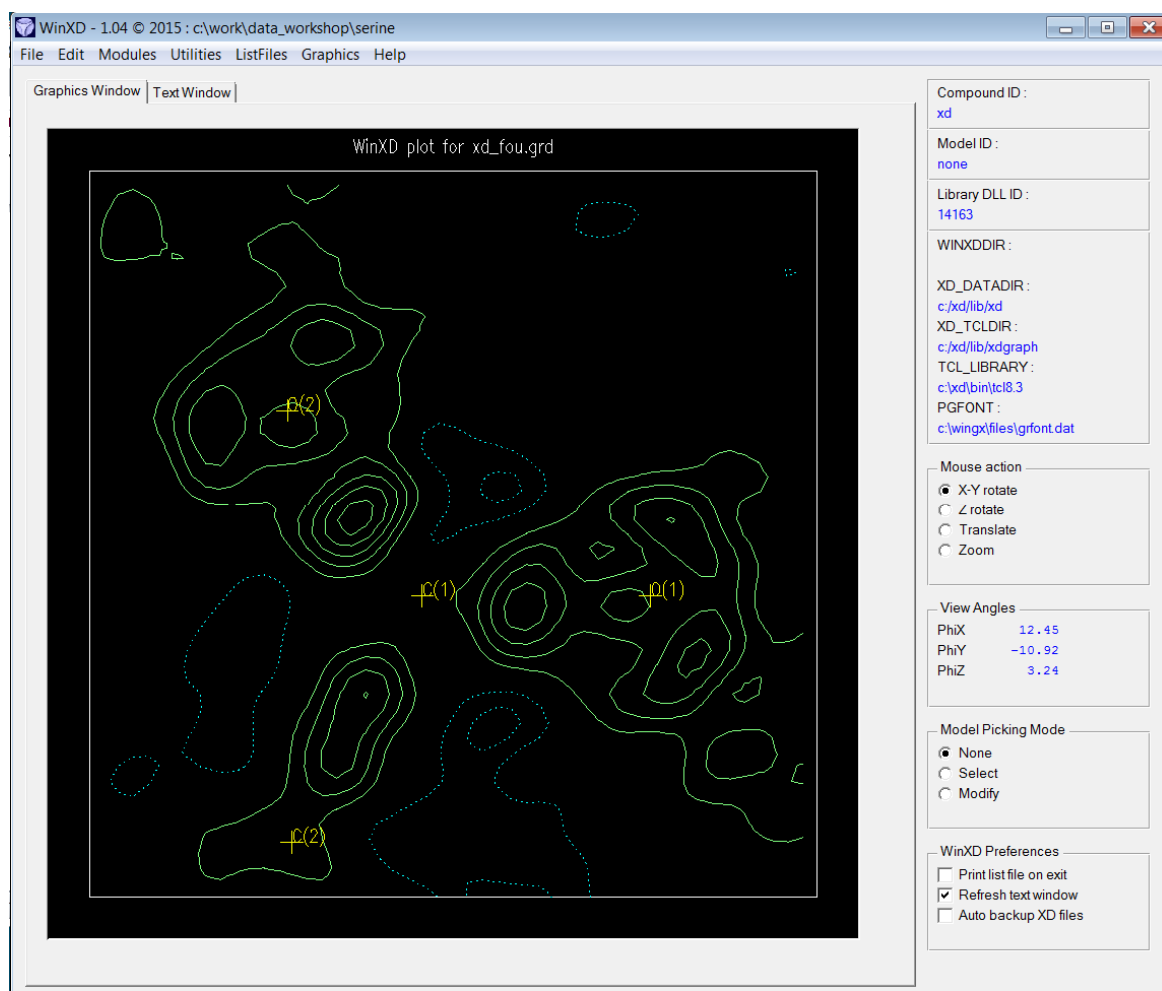 WinXD - 1.04 © 2015 : c:\work\data_workshop\serine
File Edit Modules Utilities ListFiles Graphics Help
Graphics Window Text Window
WinXD plot for xd_fou.grd
O(2)
C(1)
O(1)
C(2)
Compound ID :
xd
Model ID :
none
Library DLL ID :
14163
WINXDDIR :
XD_DATADIR :
c:/xd/lib/xd
XD_TCLDIR :
c:/xd/lib/xdgraph
TCL_LIBRARY :
c:\xd\bin\tcl8.3
PGFONT :
c:\wingx\files\grfont.dat
Mouse action
X-Y rotate
Z rotate
Translate
Zoom
View Angles
PhiX 12.45
PhiY -10.92
PhiZ 3.24
Model Picking Mode
None
Select
Modify
WinXD Preferences
Print list file on exit
Refresh text window
Auto backup XD files